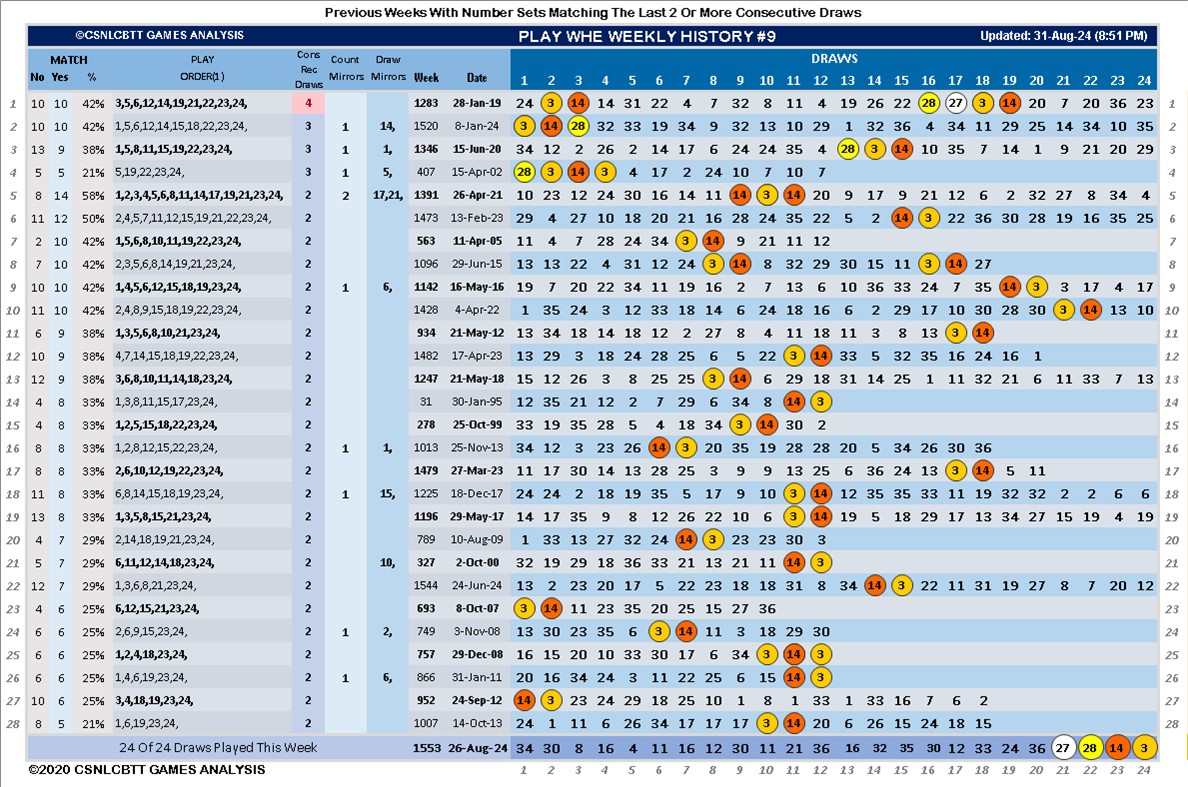 Previous Weeks With Number Sets Matching The Last 2 Or More Consecutive Draws
©CSNLCBTT GAMES ANALYSIS PLAY WHE WEEKLY HISTORY #9 Updated: 31-Aug-24 (8:51 PM)
MATCH PLAY Cons Count Draw DRAWS
No Yes % ORDER(1) Rec Draws Mirrors Mirrors Week Date 1 2 3 4 5 6 7 8 9 10 11 12 13 14 15 16 17 18 19 20 21 22 23 24
1 10 10 42% 3,5,6,12,14,19,21,22,23,24, 4 1283 28-Jan-19 24 3 14 14 31 22 4 7 32 8 11 4 19 26 22 28 27 3 19 20 7 20 36 23 1
2 10 10 42% 1,5,6,12,14,15,18,22,23,24, 3 1 14, 1520 8-Jan-24 3 14 28 32 33 19 34 9 32 13 10 29 1 32 36 4 34 11 29 25 14 34 10 35 2
3 13 9 38% 1,5,8,11,15,19,22,23,24, 3 1 1, 1346 15-Jun-20 34 12 2 26 2 14 17 6 24 24 35 4 28 3 14 10 35 7 14 1 9 21 20 29 3
4 5 5 21% 5,19,22,23,24, 3 1 5, 407 15-Apr-02 28 3 14 3 4 17 2 24 10 7 10 7 4
5 8 14 58% 1,2,3,4,5,6,8,11,14,17,19,21,23,24, 2 2 17,21, 1391 26-Apr-21 10 23 12 24 30 16 14 11 14 3 14 20 9 17 9 21 12 6 2 32 27 8 34 4 5
6 11 12 50% 2,4,5,7,11,12,15,19,21,22,23,24, 2 1473 13-Feb-23 29 4 27 10 18 20 21 16 28 24 35 22 5 2 14 3 22 36 30 28 19 16 35 25 6
7 2 10 42% 1,5,6,8,10,11,19,22,23,24, 2 563 11-Apr-05 11 4 7 28 24 34 3 14 9 21 11 12 7
8 7 10 42% 2,3,5,6,8,14,19,21,23,24, 2 1096 29-Jun-15 13 13 22 4 31 12 24 3 14 8 32 29 30 15 11 3 14 27 8
9 10 10 42% 1,4,5,6,12,15,18,19,23,24, 2 1 6, 1142 16-May-16 19 7 20 22 34 11 19 16 2 7 13 6 10 36 33 24 7 35 14 3 3 17 4 17 9
10 11 10 42% 2,4,8,9,15,18,19,22,23,24, 2 1428 4-Apr-22 1 35 24 3 12 33 18 14 6 24 18 16 6 2 29 17 10 30 28 30 3 14 13 10 10
11 6 9 38% 1,3,5,6,8,10,21,23,24, 2 934 21-May-12 13 34 18 14 18 12 2 27 8 4 11 18 11 3 8 13 3 14 11
12 10 9 38% 4,7,14,15,18,19,22,23,24, 2 1482 17-Apr-23 13 29 3 18 24 28 25 6 5 22 3 14 33 5 32 35 16 24 16 1 12
13 12 9 38% 3,6,8,10,11,14,18,23,24, 2 1247 21-May-18 15 12 26 3 8 25 25 3 14 6 29 18 31 14 25 1 11 32 21 6 11 33 7 13 13
14 4 8 33% 1,3,8,11,15,17,23,24, 2 31 30-Jan-95 12 35 21 12 2 7 29 6 34 8 14 3 14
15 4 8 33% 1,2,5,15,18,22,23,24, 2 278 25-Oct-99 33 19 35 28 5 4 18 34 3 14 30 2 15
16 8 8 33% 1,2,8,12,15,22,23,24, 2 1 1, 1013 25-Nov-13 34 12 3 23 26 14 3 20 35 19 28 28 20 5 34 26 30 36 16
17 8 8 33% 2,6,10,12,19,22,23,24, 2 1479 27-Mar-23 11 17 30 14 13 28 25 3 9 9 13 25 6 36 24 13 3 14 5 11 17
18 11 8 33% 6,8,14,15,18,19,23,24, 2 1 15, 1225 18-Dec-17 24 24 2 18 19 35 5 17 9 10 3 14 12 35 35 33 11 19 32 32 2 2 6 6 18
19 13 8 33% 1,3,5,8,15,21,23,24, 2 1196 29-May-17 14 17 35 9 8 12 26 22 10 6 3 14 19 5 18 29 17 13 34 27 15 19 4 19 19
20 4 7 29% 2,14,18,19,21,23,24, 2 789 10-Aug-09 1 33 13 27 32 24 14 3 23 23 30 3 20
21 5 7 29% 6,11,12,14,18,23,24, 2 10, 327 2-Oct-00 32 19 29 18 36 33 21 13 21 11 14 3 21
22 12 7 29% 1,3,6,8,21,23,24, 2 1544 24-Jun-24 13 2 23 20 17 5 22 23 18 18 31 8 34 14 3 22 11 31 19 27 8 7 20 12 22
23 4 6 25% 6,12,15,21,23,24, 2 693 8-Oct-07 3 14 11 23 35 20 25 15 27 36 23
24 6 6 25% 2,6,9,15,23,24, 2 1 2, 749 3-Nov-08 13 30 23 35 6 3 14 11 3 18 29 30 24
25 6 6 25% 1,2,4,18,23,24, 2 757 29-Dec-08 16 15 20 10 33 30 17 6 34 3 14 3 25
26 6 6 25% 1,4,6,19,23,24, 2 1 6, 866 31-Jan-11 20 16 34 24 3 11 22 25 6 15 14 3 26
27 10 6 25% 3,4,18,19,23,24, 2 952 24-Sep-12 14 3 23 24 29 18 25 10 1 8 1 33 1 33 16 7 6 2 27
28 8 5 21% 1,6,19,23,24, 2 1007 14-Oct-13 24 1 11 6 26 34 17 17 17 3 14 20 6 26 15 24 18 15 28
24 Of 24 Draws Played This Week 1553 26-Aug-24 34 30 8 16 4 11 16 12 30 11 21 36 16 32 35 30 12 33 24 36 27 28 14 3
©2020 CSNLCBTT GAMES ANALYSIS 1 2 3 4 5 6 7 8 9 10 11 12 13 14 15 16 17 18 19 20 21 22 23 24